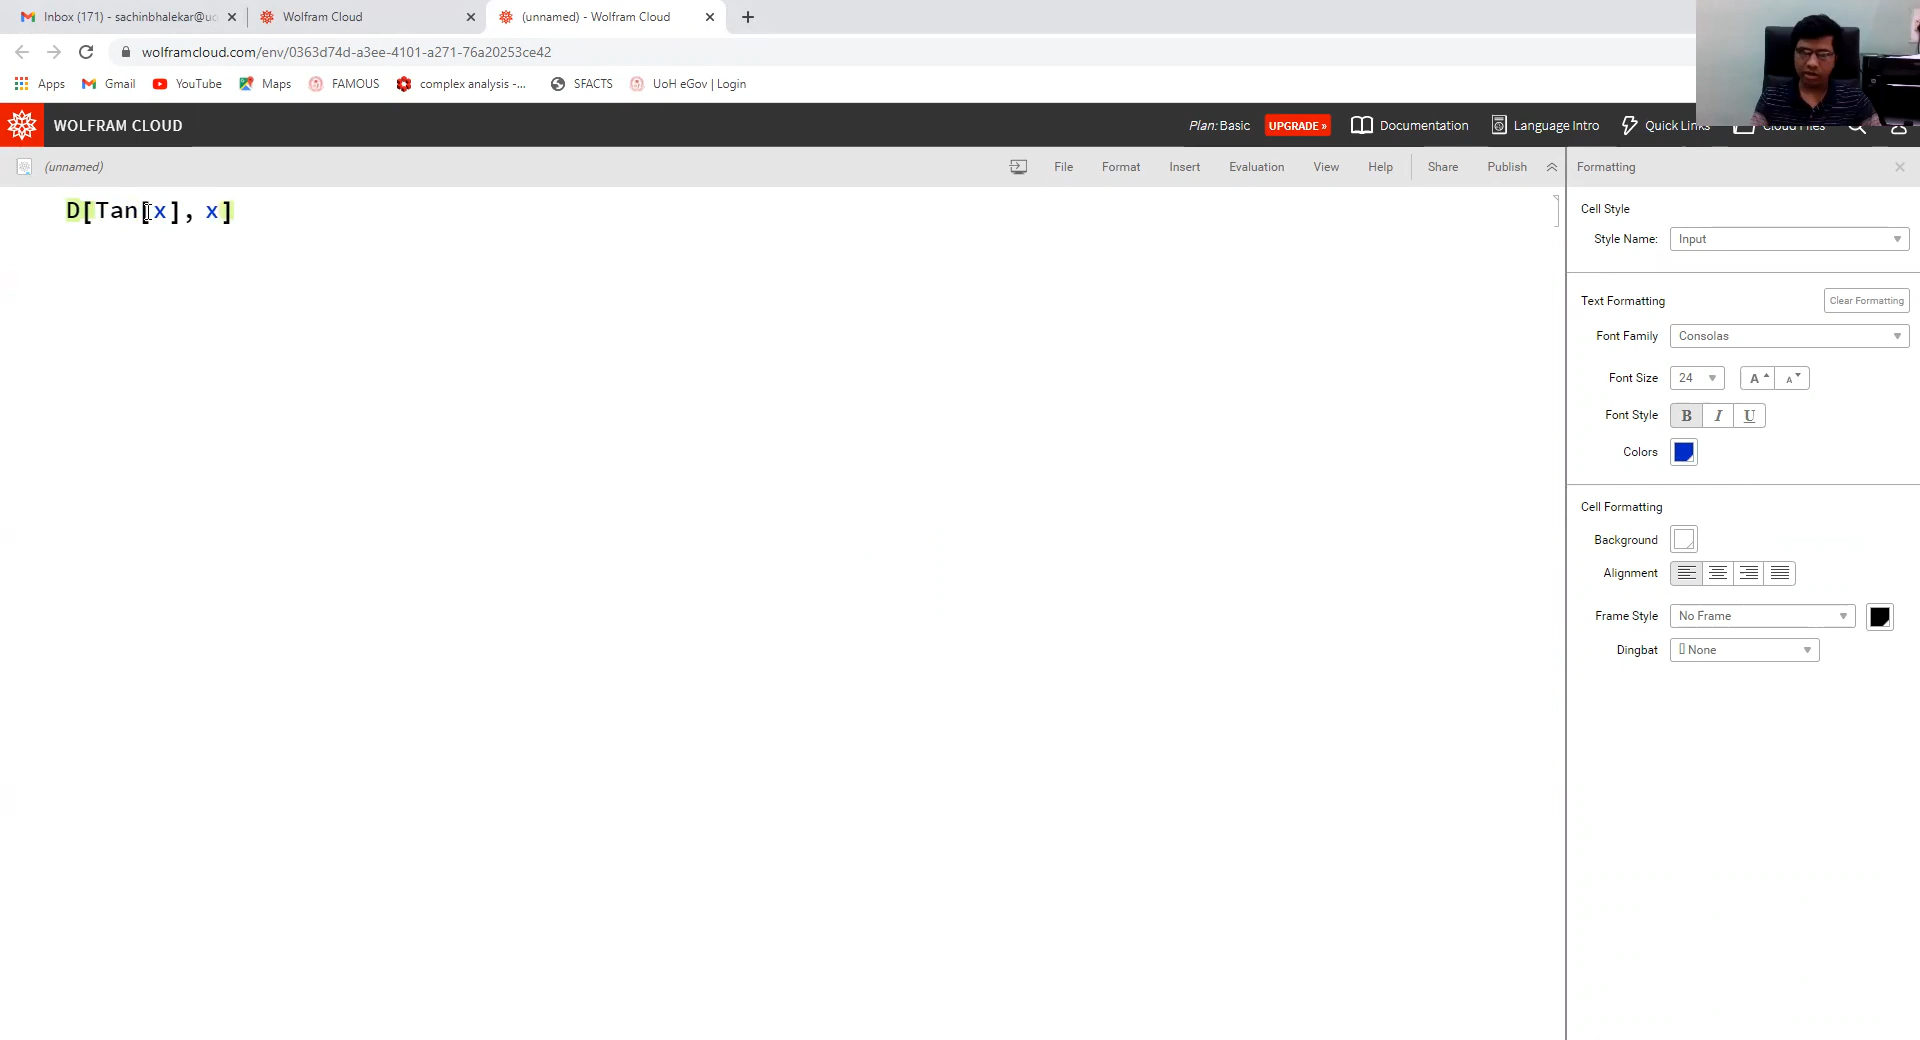 Inbox (171) - sachinbhalekar@uo
Wolfram Cloud
(unnamed) - Wolfram Cloud
wolframcloud.com/env/0363d74d-a3ee-4101-a271-76a20253ce42
Apps
Gmail
YouTube
Maps
FAMOUS
complex analysis -...
SFACTS
UoH eGov | Login
WOLFRAM CLOUD
Plan: Basic
UPGRADE »
Documentation
Language Intro
Quick Links
Cloud Files
(unnamed)
File
Format
Insert
Evaluation
View
Help
Share
Publish
Formatting
D[Tan[x], x]
Cell Style
Style Name:
Input
Text Formatting
Clear Formatting
Font Family
Consolas
Font Size
24
A
A
Font Style
B
I
U
Colors
Cell Formatting
Background
Alignment
Frame Style
No Frame
Dingbat
None